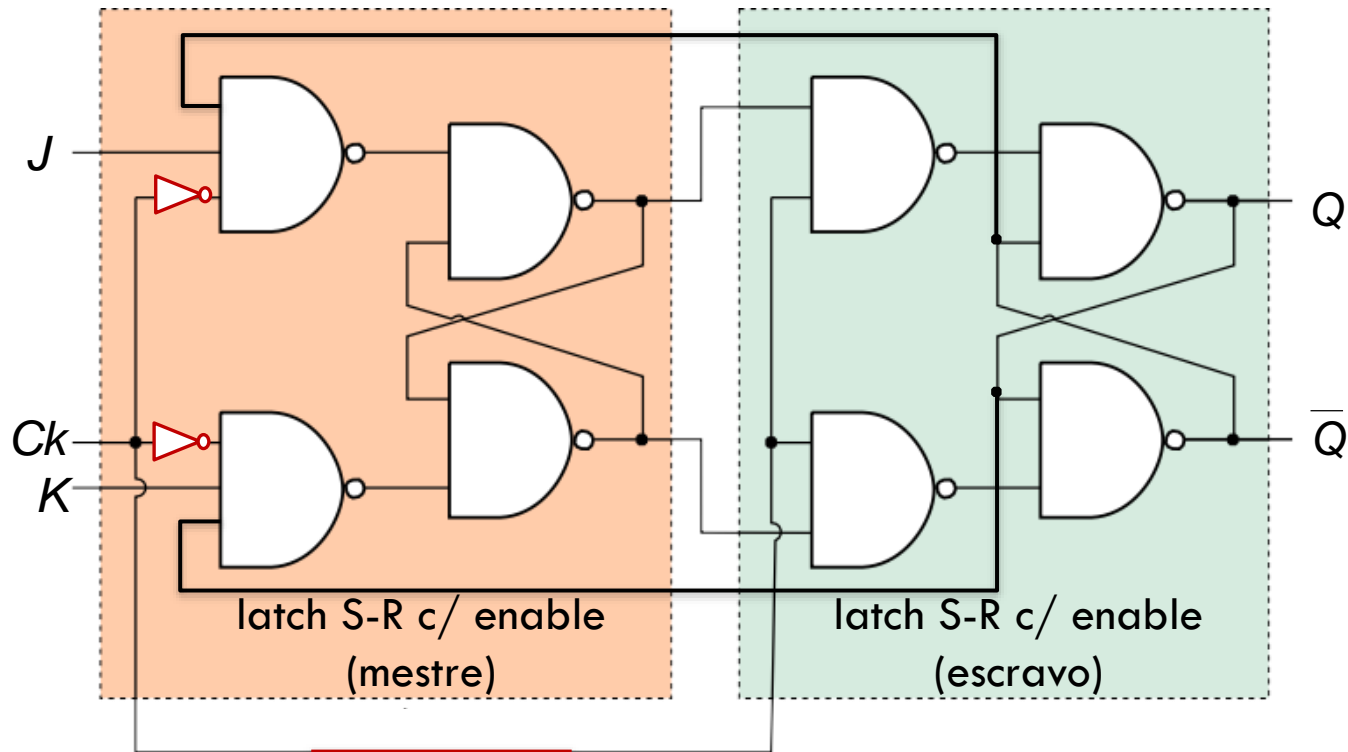 J
Q
Ck
Q̅
K
latch S-R c/ enable
(mestre)
latch S-R c/ enable
(escravo)